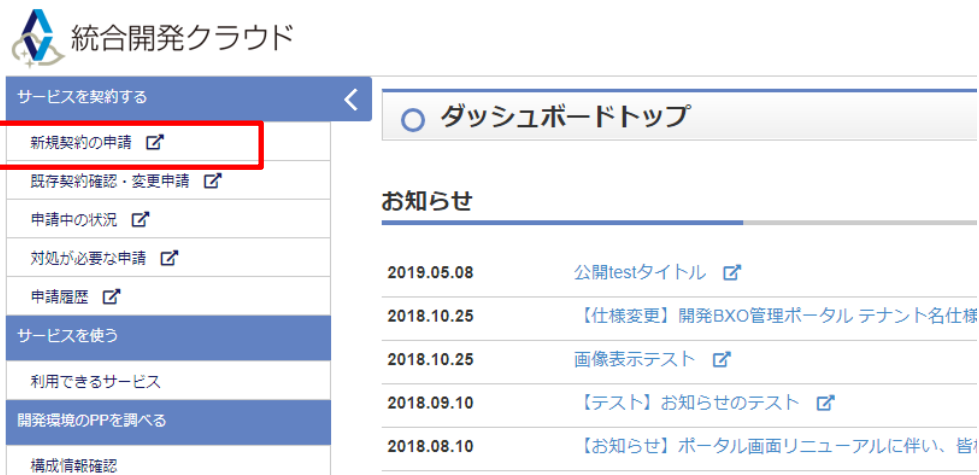 統合開発クラウド
サービスを契約する
新規契約の申請
既存契約確認・変更申請
申請中の状況
対処が必要な申請
申請履歴
サービスを使う
利用できるサービス
開発環境のPPを調べる
構成情報確認
ダッシュボードトップ
お知らせ
2019.05.08 公開testタイトル
2018.10.25 【仕様変更】開発BXO管理ポータル テナント名仕様
2018.10.25 画像表示テスト
2018.09.10 【テスト】お知らせのテスト
2018.08.10 【お知らせ】ポータル画面リニューアルに伴い、皆